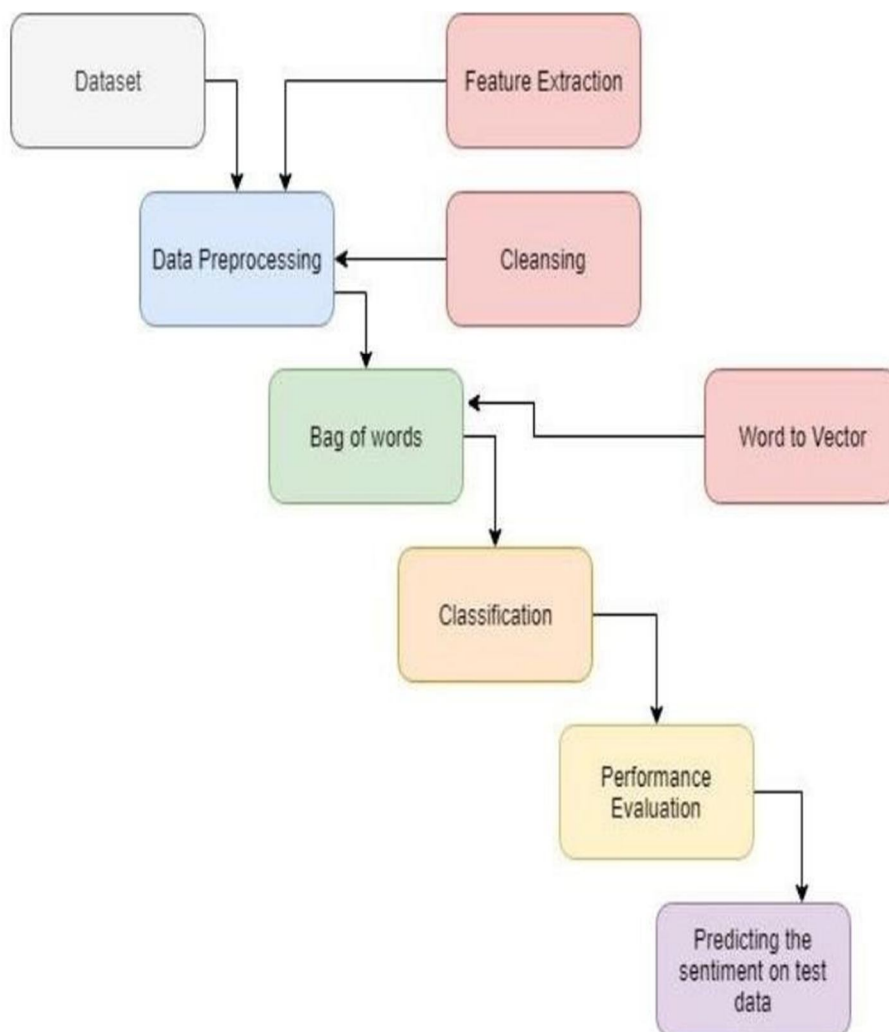 Dataset
Feature Extraction
Data Preprocessing
Cleansing
Bag of words
Word to Vector
Classification
Performance
Evaluation
Predicting the
sentiment on test
data